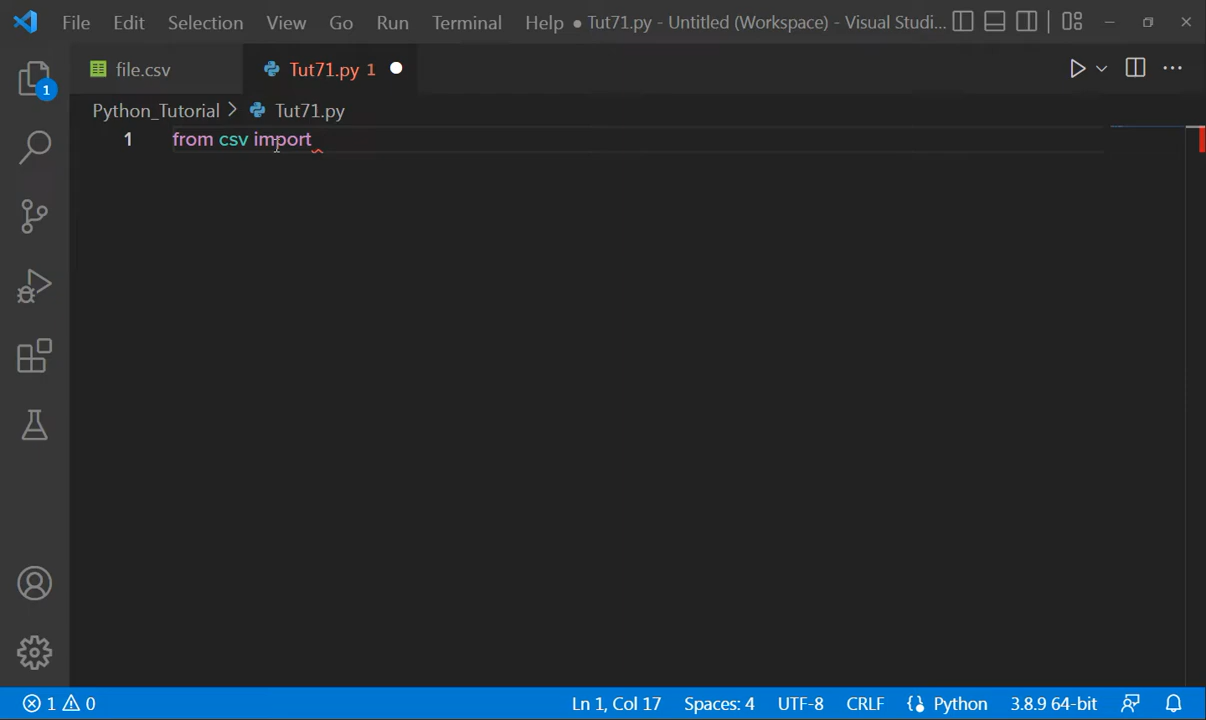 File Edit Selection View Go Run Terminal Help ● Tut71.py - Untitled (Workspace) - Visual Studi...
file.csv Tut71.py 1
Python_Tutorial > Tut71.py
1 from csv import
1
1 0 Ln 1, Col 17 Spaces: 4 UTF-8 CRLF Python 3.8.9 64-bit